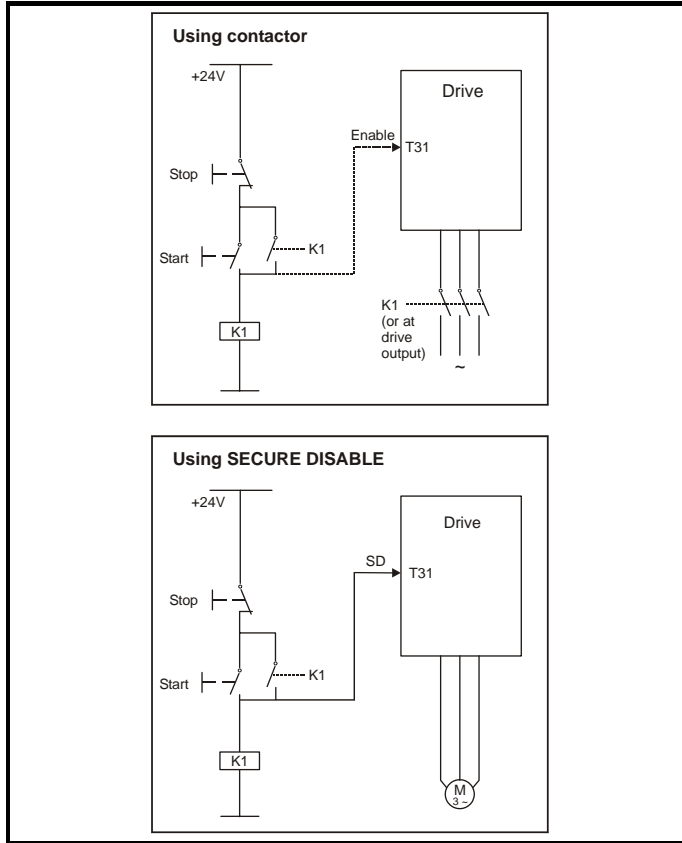 Using contactor
+24V
Drive
Enable
T31
Stop
K1
Start
K1
(or at
drive
output)
K1
~
Using SECURE DISABLE
+24V
Drive
SD
T31
Stop
K1
Start
K1
M
3 ~